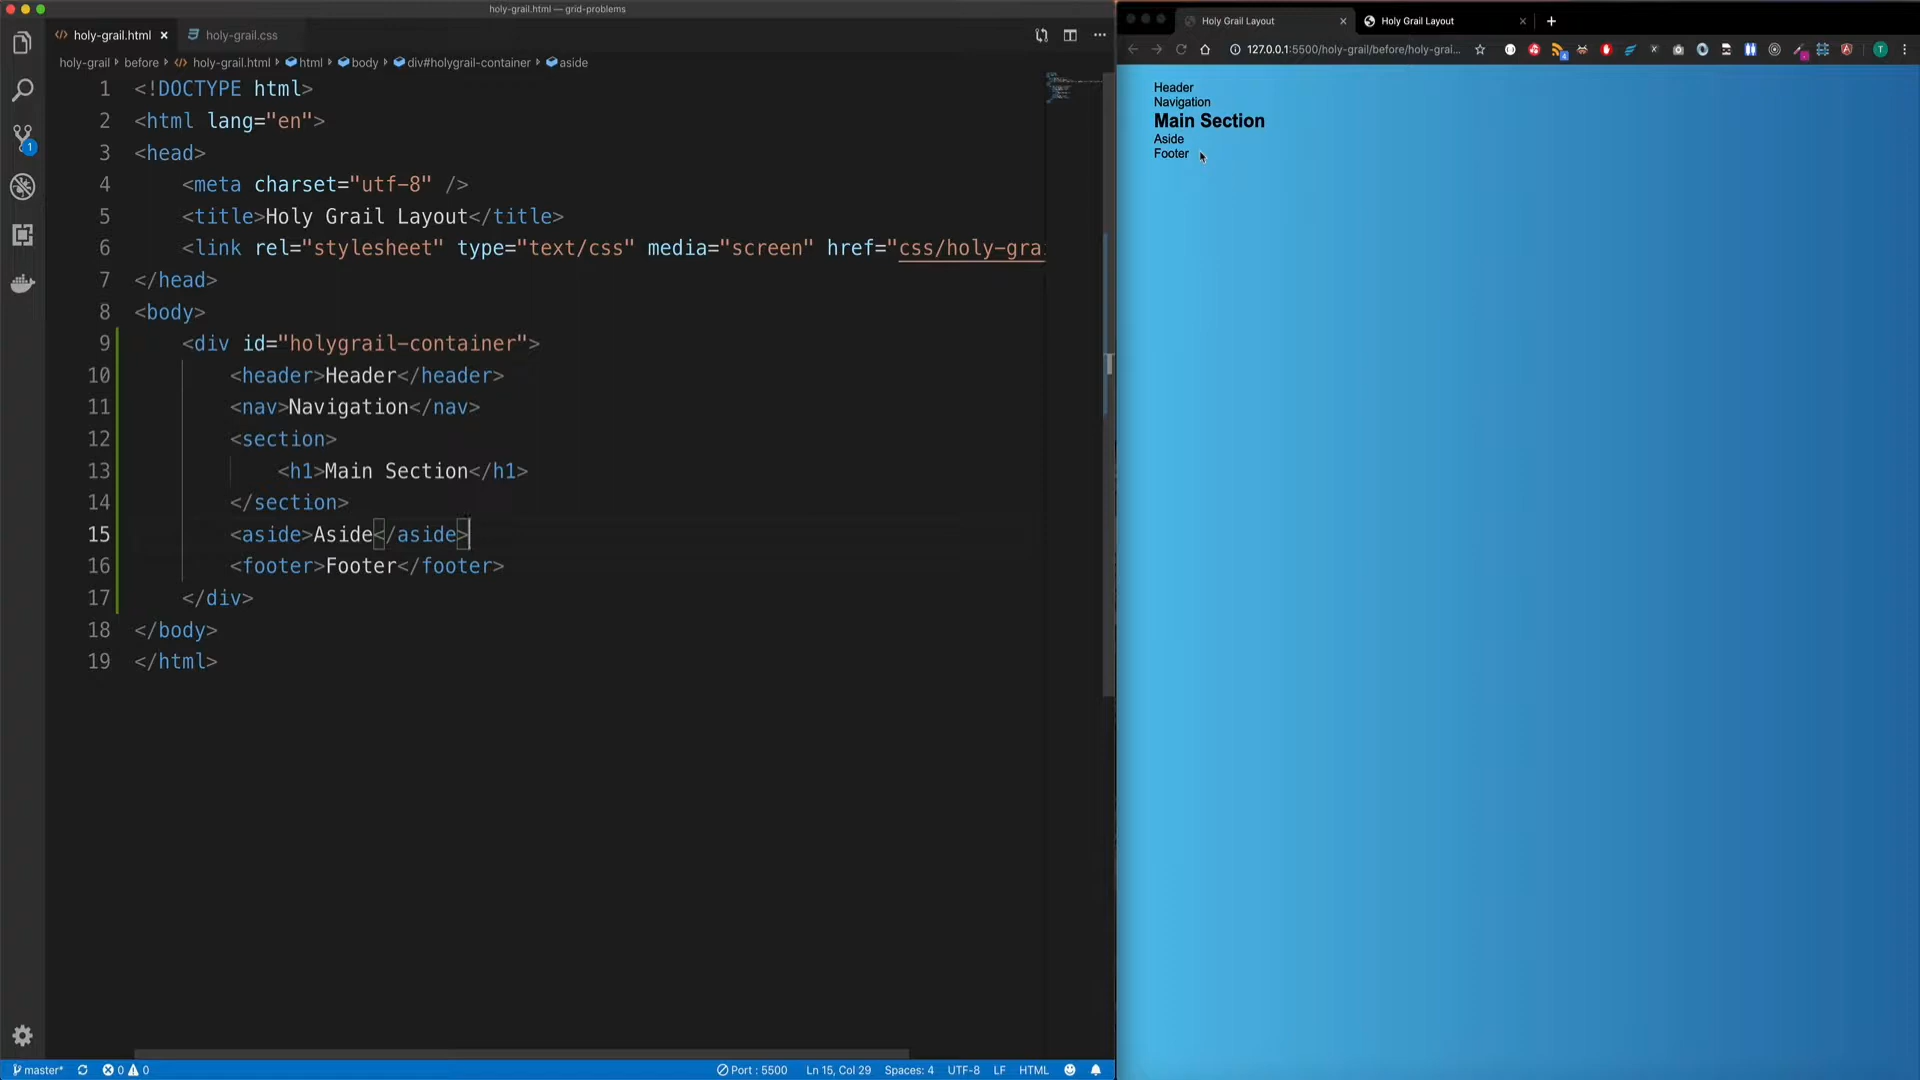 holy-grail.html — grid-problems
holy-grail.html
holy-grail.css
holy-grail before holy-grail.html html body div#holygrail-container aside
1 <!DOCTYPE html>
2 <html lang="en">
3 <head>
4 <meta charset="utf-8" />
5 <title>Holy Grail Layout</title>
6 <link rel="stylesheet" type="text/css" media="screen" href="css/holy-gra
7 </head>
8 <body>
9 <div id="holygrail-container">
10 <header>Header</header>
11 <nav>Navigation</nav>
12 <section>
13 <h1>Main Section</h1>
14 </section>
15 <aside>Aside</aside>
16 <footer>Footer</footer>
17 </div>
18 </body>
19 </html>
1
master* 0 0 Port : 5500 Ln 15, Col 29 Spaces: 4 UTF-8 LF HTML
Holy Grail Layout
Holy Grail Layout
127.0.0.1:5500/holy-grail/before/holy-grai...
4
T
Header
Navigation
Main Section
Aside
Footer